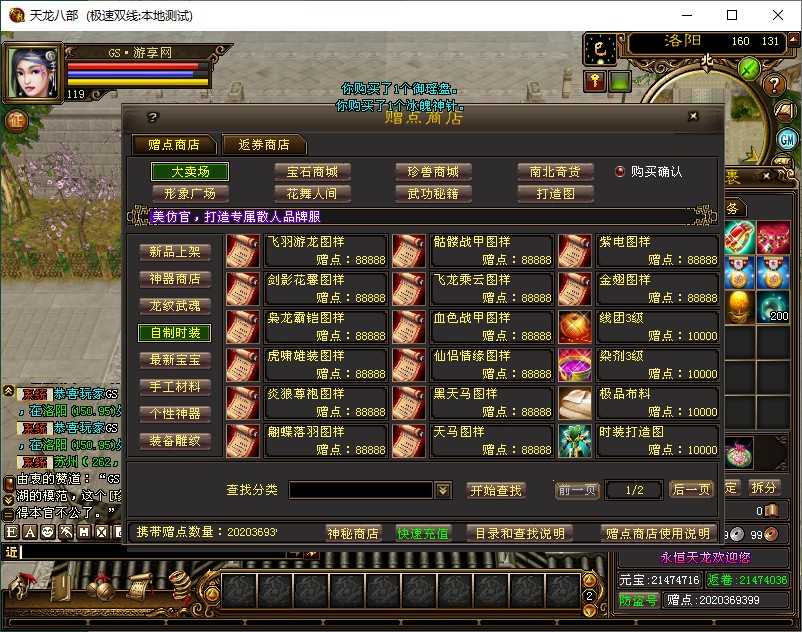 天龙八部 (极速双线:本地测试)
GS·游享网
119
洛阳 160 131
北
你购买了1个御瑶盘。
你购买了1个冰魄神针。
征
GM
赠点商店
赠点商店 返券商店
大卖场 宝石商城 珍兽商城 南北奇货 购买确认
形象广场 花舞人间 武功秘籍 打造图
美仿官，打造专属散人品牌服
新品上架
神器商店
龙纹武魂
自制时装
最新宝宝
手工材料
个性神器
装备雕纹
飞羽游龙图样 骷髅战甲图样 紫电图样
赠点：88888 赠点：88888 赠点：88888
剑影花馨图样 飞龙乘云图样 金翅图样
赠点：88888 赠点：88888 赠点：88888
枭龙霸铠图样 血色战甲图样 线团3级
赠点：88888 赠点：88888 赠点：10000
虎啸雄装图样 仙侣情缘图样 染剂3级
赠点：88888 赠点：88888 赠点：10000
炎狼尊袍图样 黑天马图样 极品布料
赠点：88888 赠点：88888 赠点：10000
翩蝶落羽图样 天马图样 时装打造图
赠点：88888 赠点：88888 赠点：10000
查找分类 开始查找 前一页 1/2 后一页
携带赠点数量：20203693 神秘商店 快速充值 目录和查找说明 赠点商店使用说明
务
200
定 拆分
0
99
系统 恭喜玩家GS
，在洛阳(150.95)
系统 恭喜玩家GS
，在洛阳(150.95)
系统 苏州(262,
由衷的赞道：“GS
湖的模范，这个
得本官不公了。”
近
2
永恒天龙欢迎您
元宝:21474716 返卷:21474036
防盗号 赠点:2020369399